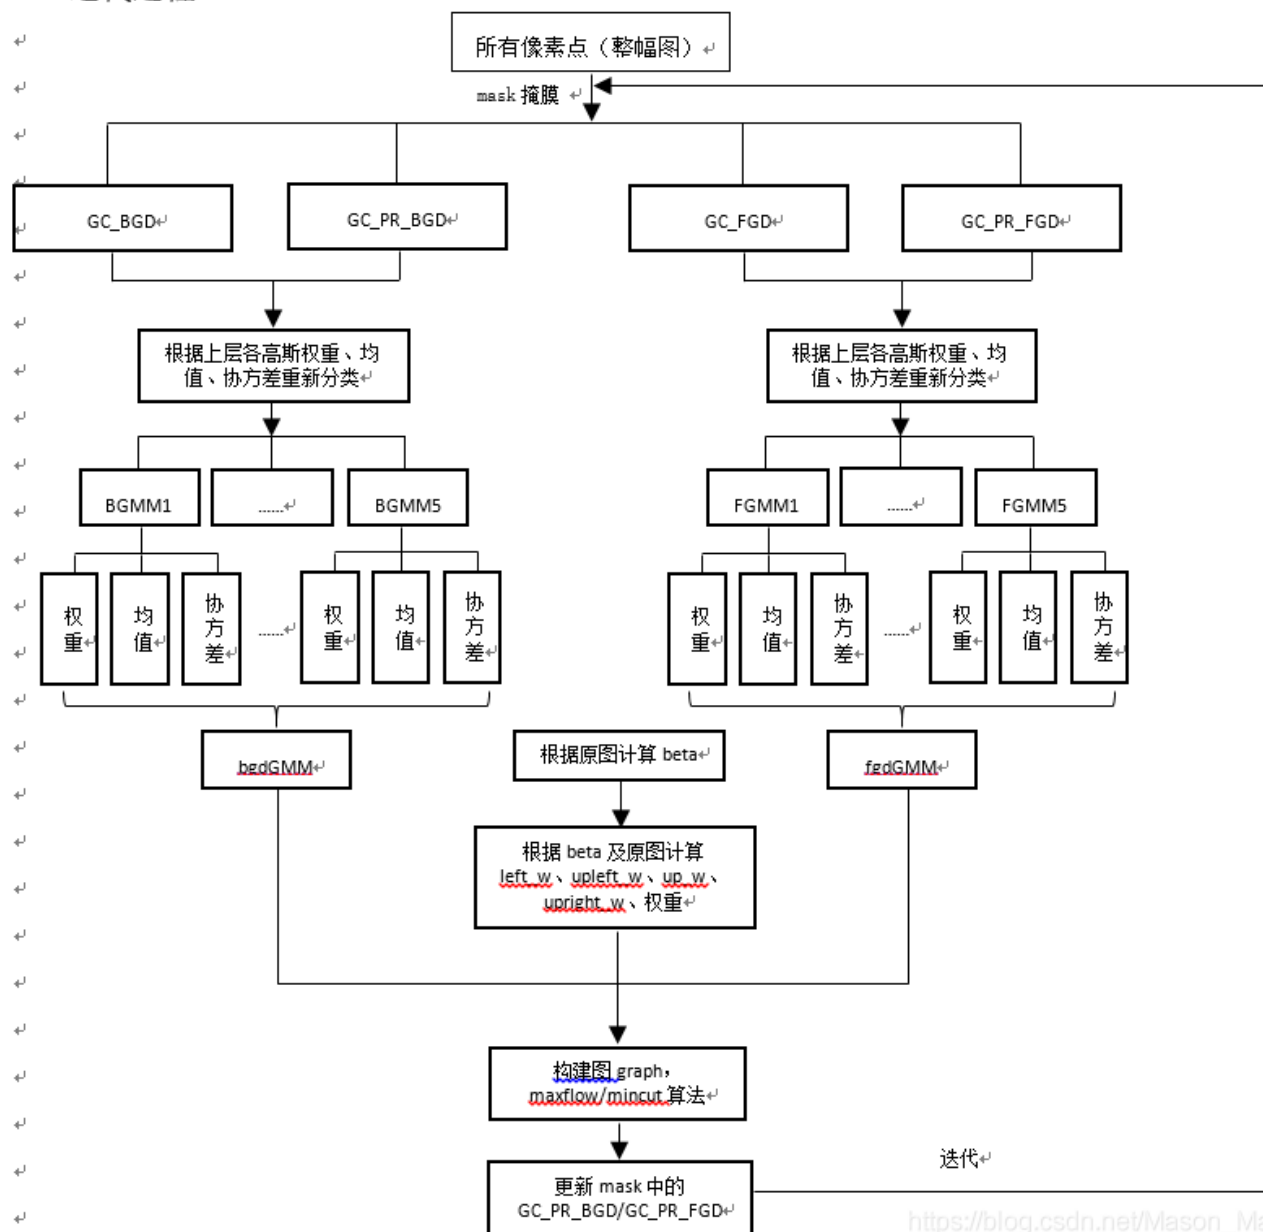 所有像素点（整幅图）
mask 掩膜
GC_BGD
GC_PR_BGD
GC_FGD
GC_PR_FGD
根据上层各高斯权重、均
值、协方差重新分类
根据上层各高斯权重、均
值、协方差重新分类
BGMM1
......
BGMM5
FGMM1
......
FGMM5
权重
均值
协方差
......
权重
均值
协方差
权重
均值
协方差
......
权重
均值
协方差
bgdGMM
根据原图计算 beta
fgdGMM
根据 beta 及原图计算
left_w、upleft_w、up_w、
upright_w、权重
构建图 graph，
maxflow/mincut 算法
迭代
更新 mask 中的
GC_PR_BGD/GC_PR_FGD
https://blog.csdn.net/Mason_Ma